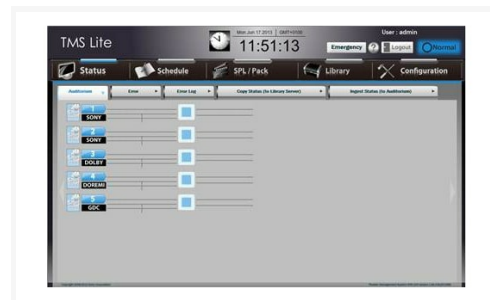 TMS Lite
Mon Jun 17 2013 GMT+0100
11:51:13
User : admin
Emergency
?
Logout
Normal
Status
Schedule
SPL / Pack
Library
Configuration
Auditorium
Error
Error Log
Copy Status (to Library Server)
Ingest Status (to Auditorium)
1
SONY
2
SONY
3
DOLBY
4
DOREMI
5
GDC